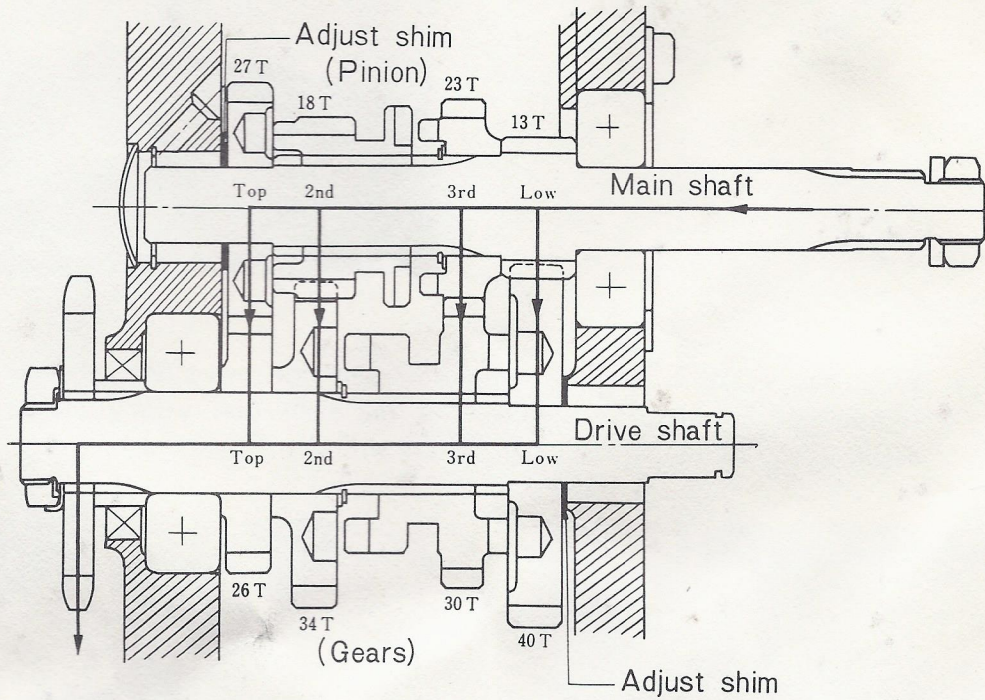 Adjust shim
(Pinion)
27 T
18 T
23 T
13 T
Top
2nd
3rd
Low
Main shaft
Drive shaft
Top
2nd
3rd
Low
26 T
34 T
30 T
40 T
(Gears)
Adjust shim